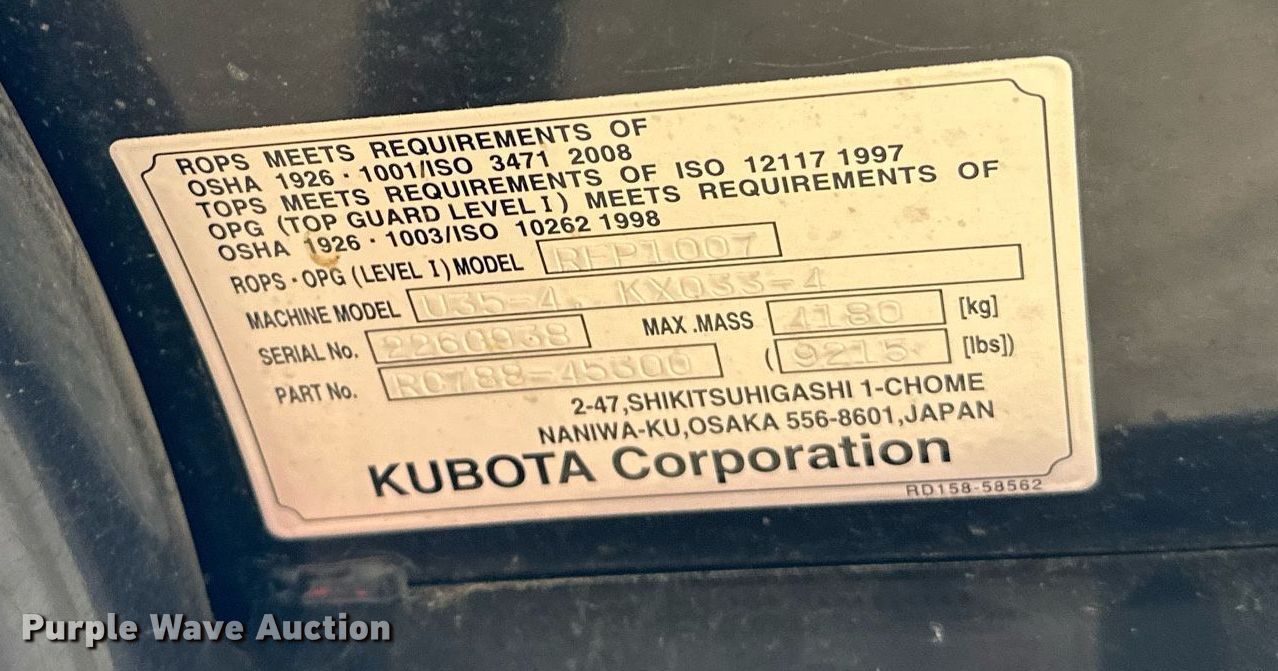 ROPS MEETS REQUIREMENTS OF
OSHA 1926・1001/ISO 3471 2008
TOPS MEETS REQUIREMENTS OF ISO 12117 1997
OPG (TOP GUARD LEVEL I) MEETS REQUIREMENTS OF
OSHA 1926・1003/ISO 10262 1998
ROPS・OPG (LEVEL I) MODEL RFP1007
MACHINE MODEL U35-4, KX033-4
SERIAL No. 2260938 MAX .MASS 4180 [kg]
PART No. RC788-45300 ( 9215 [lbs])
2-47,SHIKITSUHIGASHI 1-CHOME
NANIWA-KU,OSAKA 556-8601,JAPAN
KUBOTA Corporation
RD158-58562
Purple Wave Auction